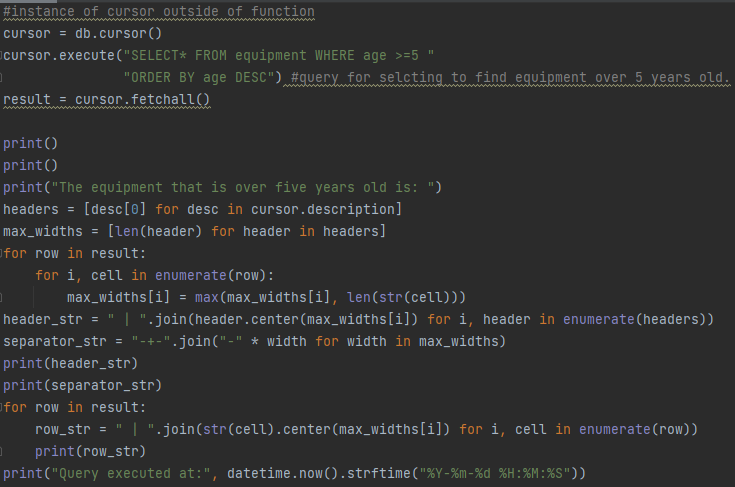 #instance of cursor outside of function
cursor = db.cursor()
cursor.execute("SELECT* FROM equipment WHERE age >=5 "
               "ORDER BY age DESC") #query for selcting to find equipment over 5 years old.
result = cursor.fetchall()

print()
print()
print("The equipment that is over five years old is: ")
headers = [desc[0] for desc in cursor.description]
max_widths = [len(header) for header in headers]
for row in result:
    for i, cell in enumerate(row):
        max_widths[i] = max(max_widths[i], len(str(cell)))
header_str = " | ".join(header.center(max_widths[i]) for i, header in enumerate(headers))
separator_str = "-+-".join("-" * width for width in max_widths)
print(header_str)
print(separator_str)
for row in result:
    row_str = " | ".join(str(cell).center(max_widths[i]) for i, cell in enumerate(row))
    print(row_str)
print("Query executed at:", datetime.now().strftime("%Y-%m-%d %H:%M:%S"))